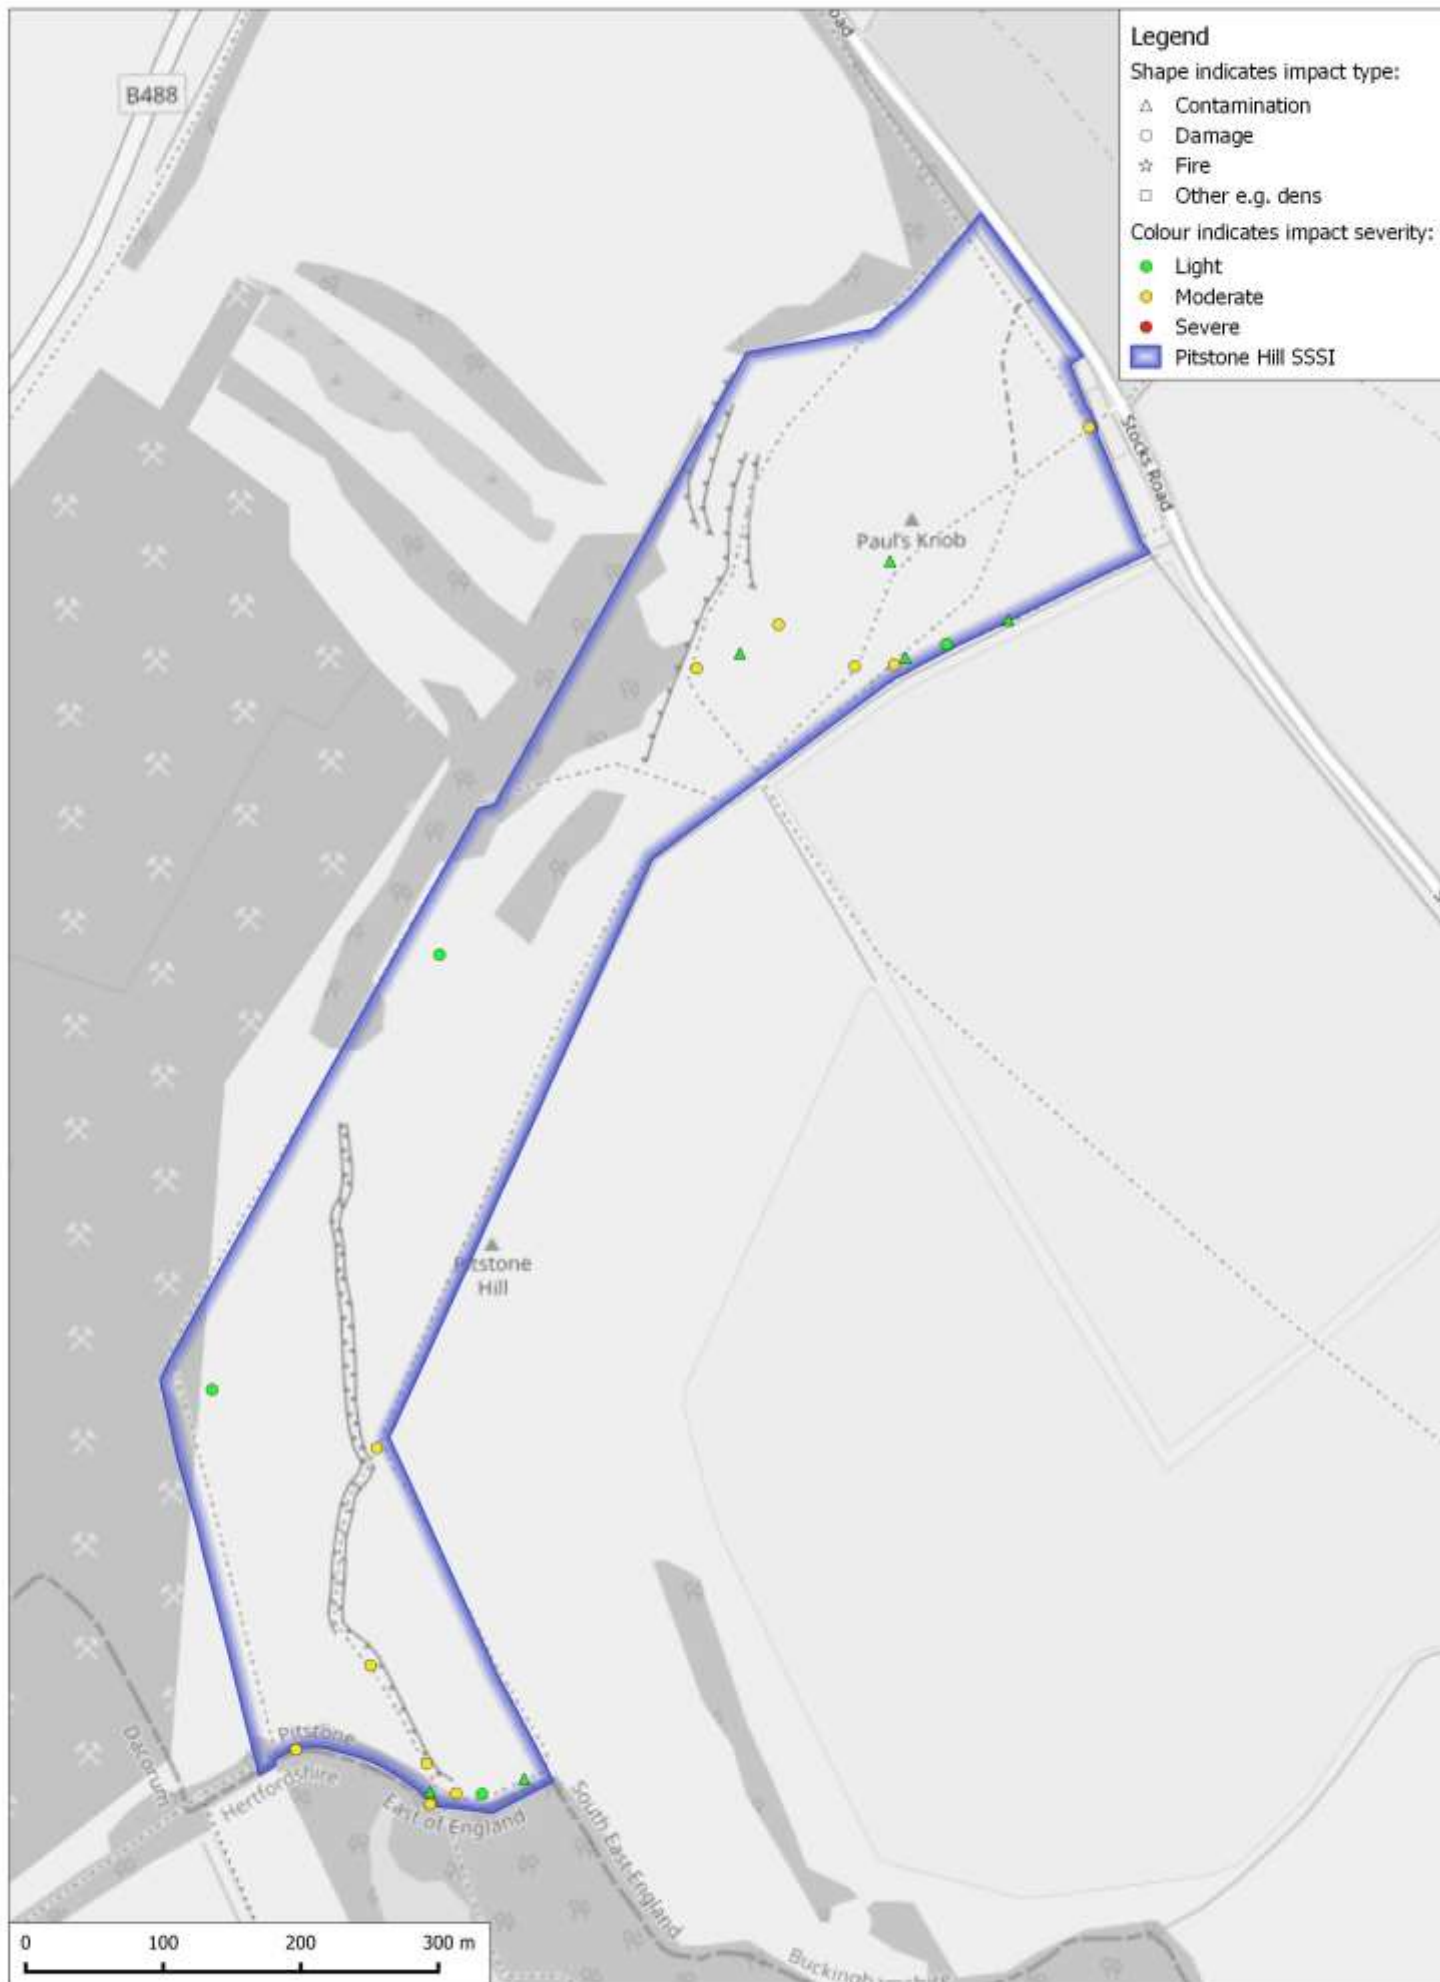 Legend
Shape indicates impact type:
Contamination
Damage
Fire
Other e.g. dens
Colour indicates impact severity:
Light
Moderate
Severe
Pitstone Hill SSSI
B488
Stocks Road
Paul's Knob
Pitstone
Hill
Pitstone
Dacorum
Hertfordshire
East of England
South East England
0 100 200 300 m